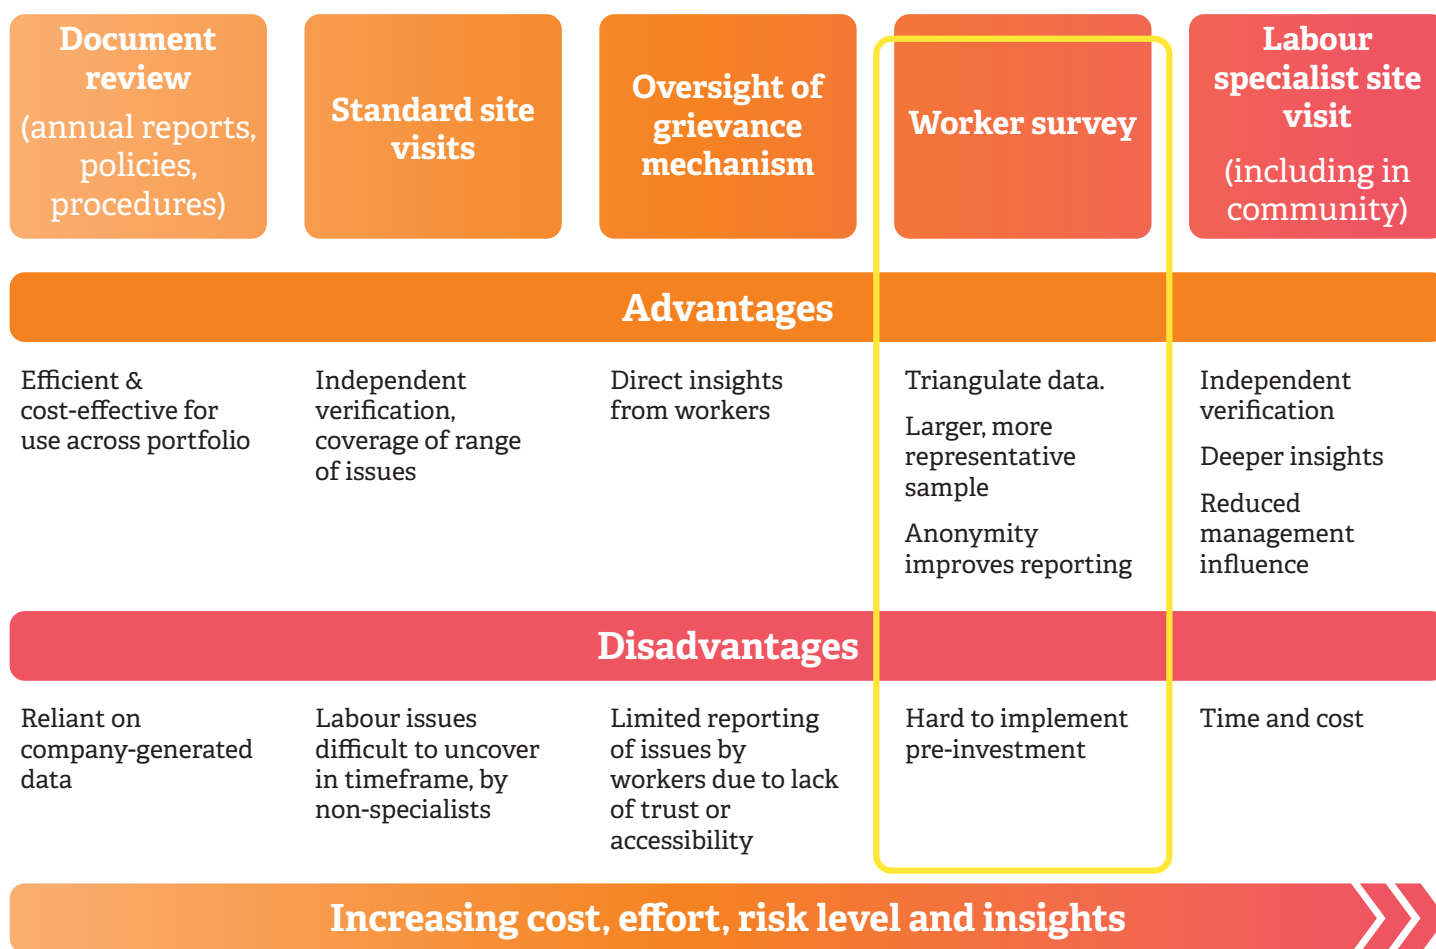 Document
review
(annual reports,
policies,
procedures)
Standard site
visits
Oversight of
grievance
mechanism
Worker survey
Labour
specialist site
visit
(including in
community)
Advantages
Efficient &
cost-effective for
use across portfolio
Independent
verification,
coverage of range
of issues
Direct insights
from workers
Triangulate data.
Larger, more
representative
sample
Anonymity
improves reporting
Independent
verification
Deeper insights
Reduced
management
influence
Disadvantages
Reliant on
company-generated
data
Labour issues
difficult to uncover
in timeframe, by
non-specialists
Limited reporting
of issues by
workers due to lack
of trust or
accessibility
Hard to implement
pre-investment
Time and cost
Increasing cost, effort, risk level and insights